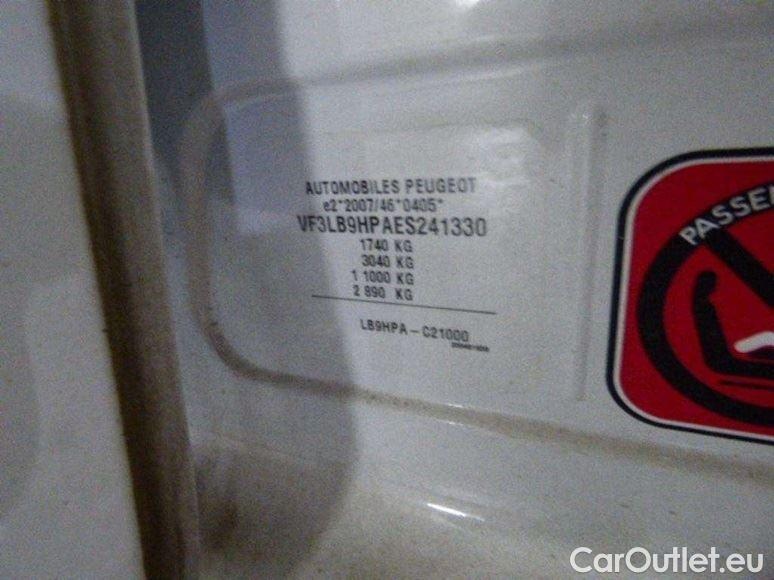 AUTOMOBILES PEUGEOT
e2*2007/46*0405*
VF3LB9HPAES241330
1740 KG
3040 KG
1 1000 KG
2 890 KG
LB9HPA - C21000
CarOutlet.eu